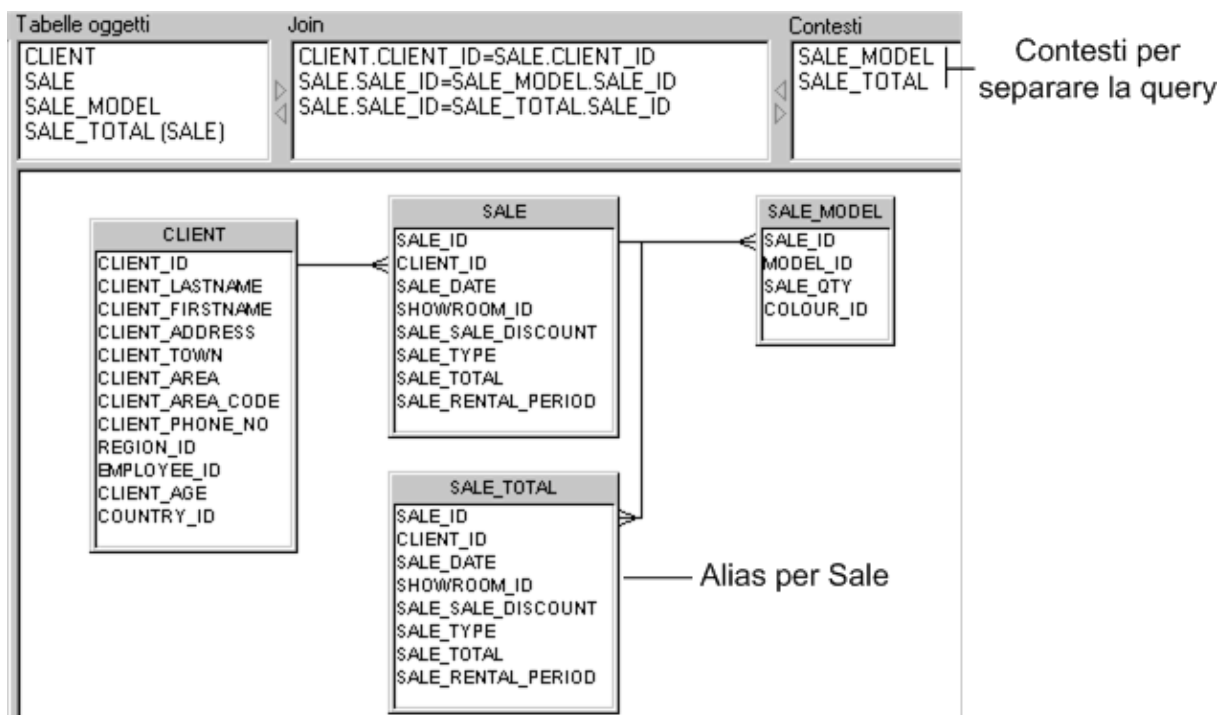 Tabelle oggetti
CLIENT
SALE
SALE_MODEL
SALE_TOTAL (SALE)
Join
CLIENT.CLIENT_ID=SALE.CLIENT_ID
SALE.SALE_ID=SALE_MODEL.SALE_ID
SALE.SALE_ID=SALE_TOTAL.SALE_ID
Contesti
SALE_MODEL
SALE_TOTAL
Contesti per
separare la query
CLIENT
CLIENT_ID
CLIENT_LASTNAME
CLIENT_FIRSTNAME
CLIENT_ADDRESS
CLIENT_TOWN
CLIENT_AREA
CLIENT_AREA_CODE
CLIENT_PHONE_NO
REGION_ID
EMPLOYEE_ID
CLIENT_AGE
COUNTRY_ID
SALE
SALE_ID
CLIENT_ID
SALE_DATE
SHOWROOM_ID
SALE_SALE_DISCOUNT
SALE_TYPE
SALE_TOTAL
SALE_RENTAL_PERIOD
SALE_MODEL
SALE_ID
MODEL_ID
SALE_QTY
COLOUR_ID
SALE_TOTAL
SALE_ID
CLIENT_ID
SALE_DATE
SHOWROOM_ID
SALE_SALE_DISCOUNT
SALE_TYPE
SALE_TOTAL
SALE_RENTAL_PERIOD
Alias per Sale